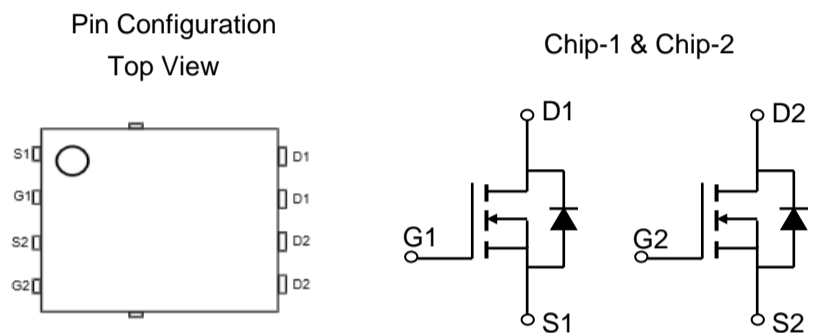 Pin Configuration
Top View
S1
G1
S2
G2
D1
D1
D2
D2
Chip-1 & Chip-2
D1
G1
S1
D2
G2
S2